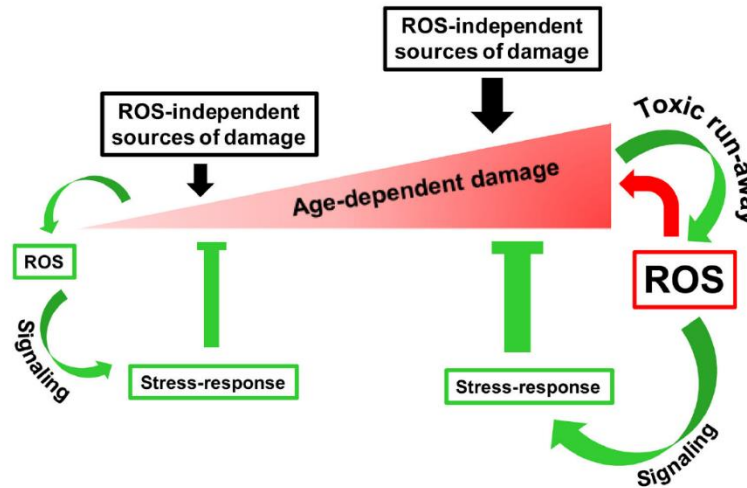 ROS-independent
sources of damage
ROS-independent
sources of damage
Toxic run-away
Age-dependent damage
ROS
ROS
Signaling
Stress-response
Stress-response
Signaling